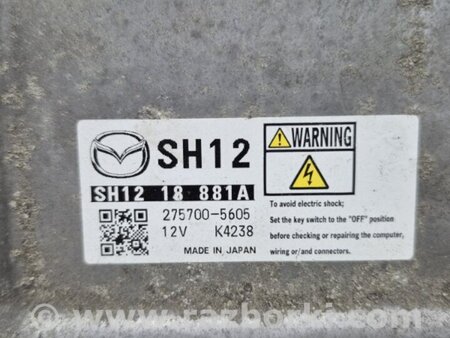 SH12
SH12 18 881A
275700-5605
12V K4238
MADE IN JAPAN
WARNING
To avoid electric shock;
Set the key switch to the "OFF" position
before checking or repairing the computer,
wiring or/and connectors.
© www.razborki.com